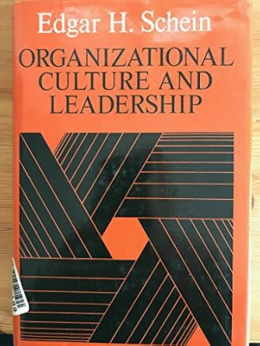 Edgar H. Schein
ORGANIZATIONAL
CULTURE AND
LEADERSHIP